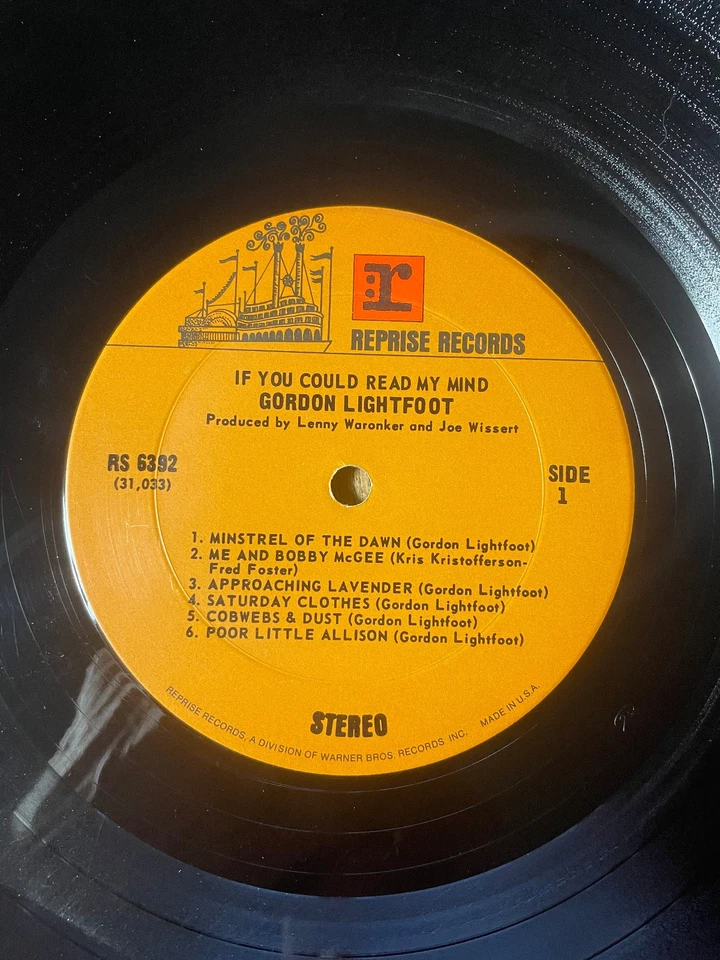 r
REPRISE RECORDS
IF YOU COULD READ MY MIND
GORDON LIGHTFOOT
Produced by Lenny Waronker and Joe Wissert
RS 6392
(31,033)
SIDE
1
1. MINSTREL OF THE DAWN (Gordon Lightfoot)
2. ME AND BOBBY McGEE (Kris Kristofferson-
Fred Foster)
3. APPROACHING LAVENDER (Gordon Lightfoot)
4. SATURDAY CLOTHES (Gordon Lightfoot)
5. COBWEBS & DUST (Gordon Lightfoot)
6. POOR LITTLE ALLISON (Gordon Lightfoot)
STEREO
REPRISE RECORDS, A DIVISION OF WARNER BROS. RECORDS INC. MADE IN U.S.A.